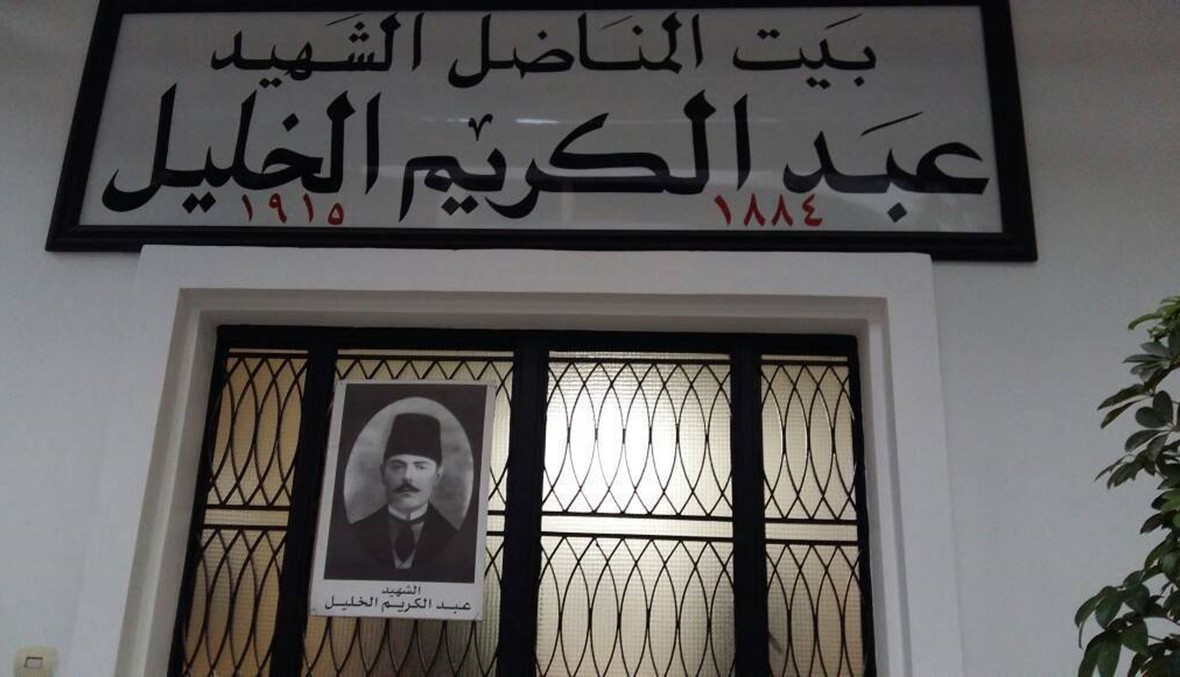 بيت المناضل الشهيد
عبد الكريم الخليل
١٨٨٤ ١٩١٥
الشهيد
عبد الكريم الخليل